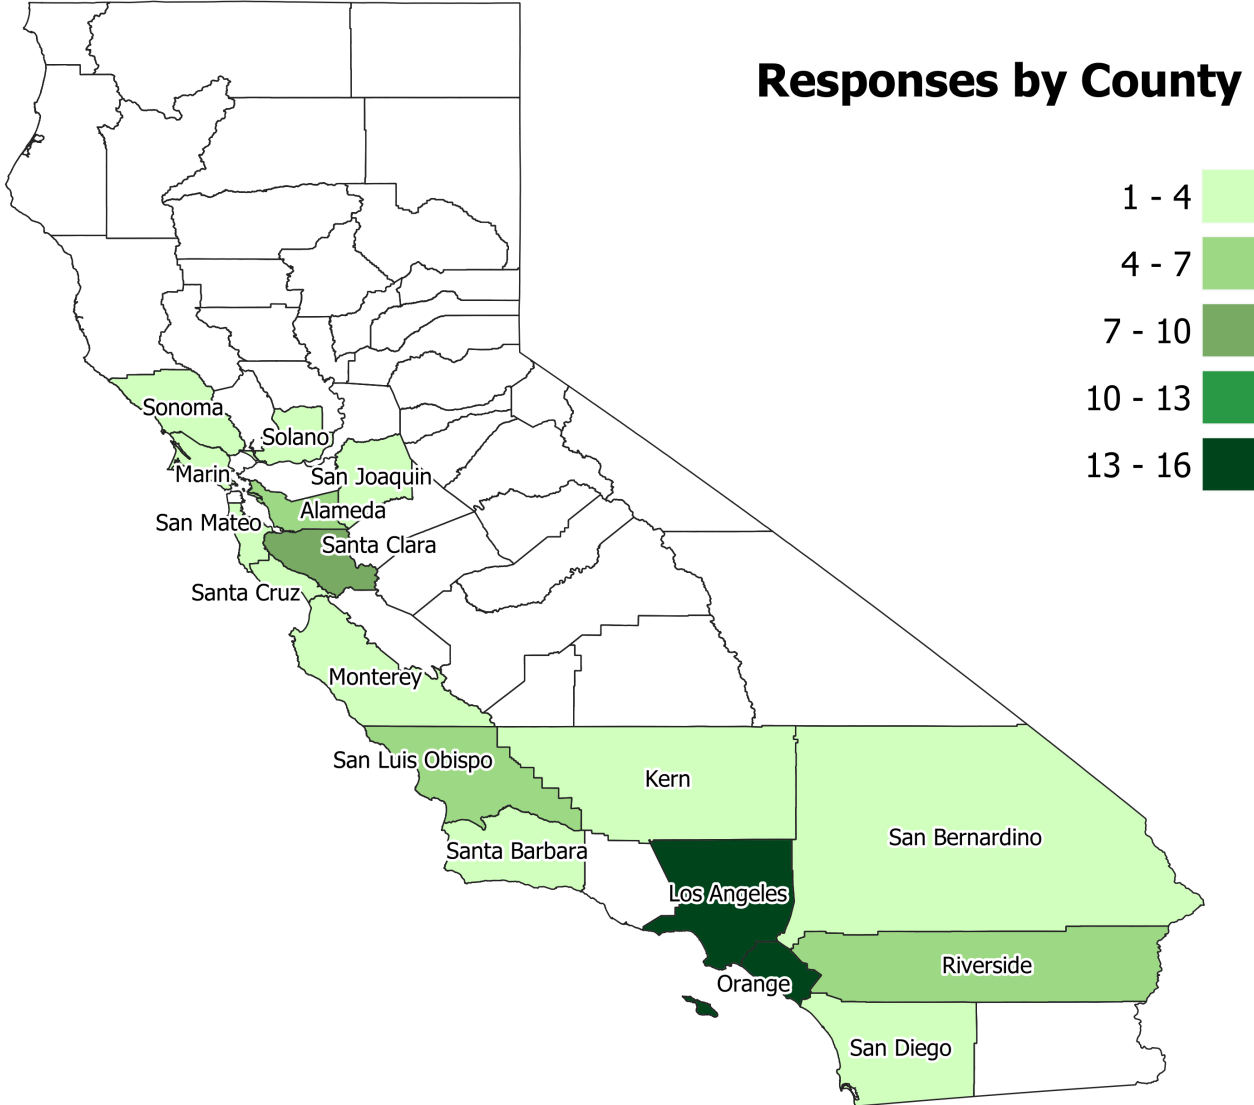 Responses by County
1 - 4
4 - 7
7 - 10
10 - 13
13 - 16
Sonoma
Solano
Marin
San Joaquin
Alameda
San Mateo
Santa Clara
Santa Cruz
Monterey
San Luis Obispo
Kern
San Bernardino
Santa Barbara
Los Angeles
Riverside
Orange
San Diego